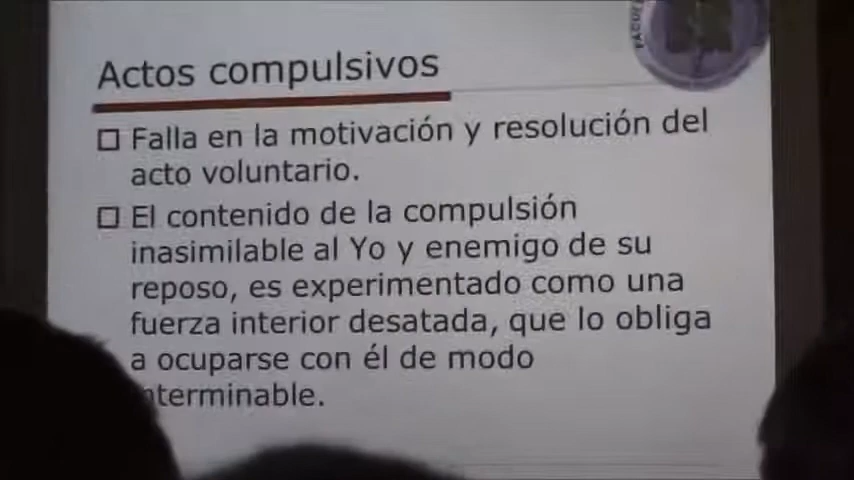 Actos compulsivos
Falla en la motivación y resolución del
acto voluntario.
El contenido de la compulsión
inasimilable al Yo y enemigo de su
reposo, es experimentado como una
fuerza interior desatada, que lo obliga
a ocuparse con él de modo
nterminable.